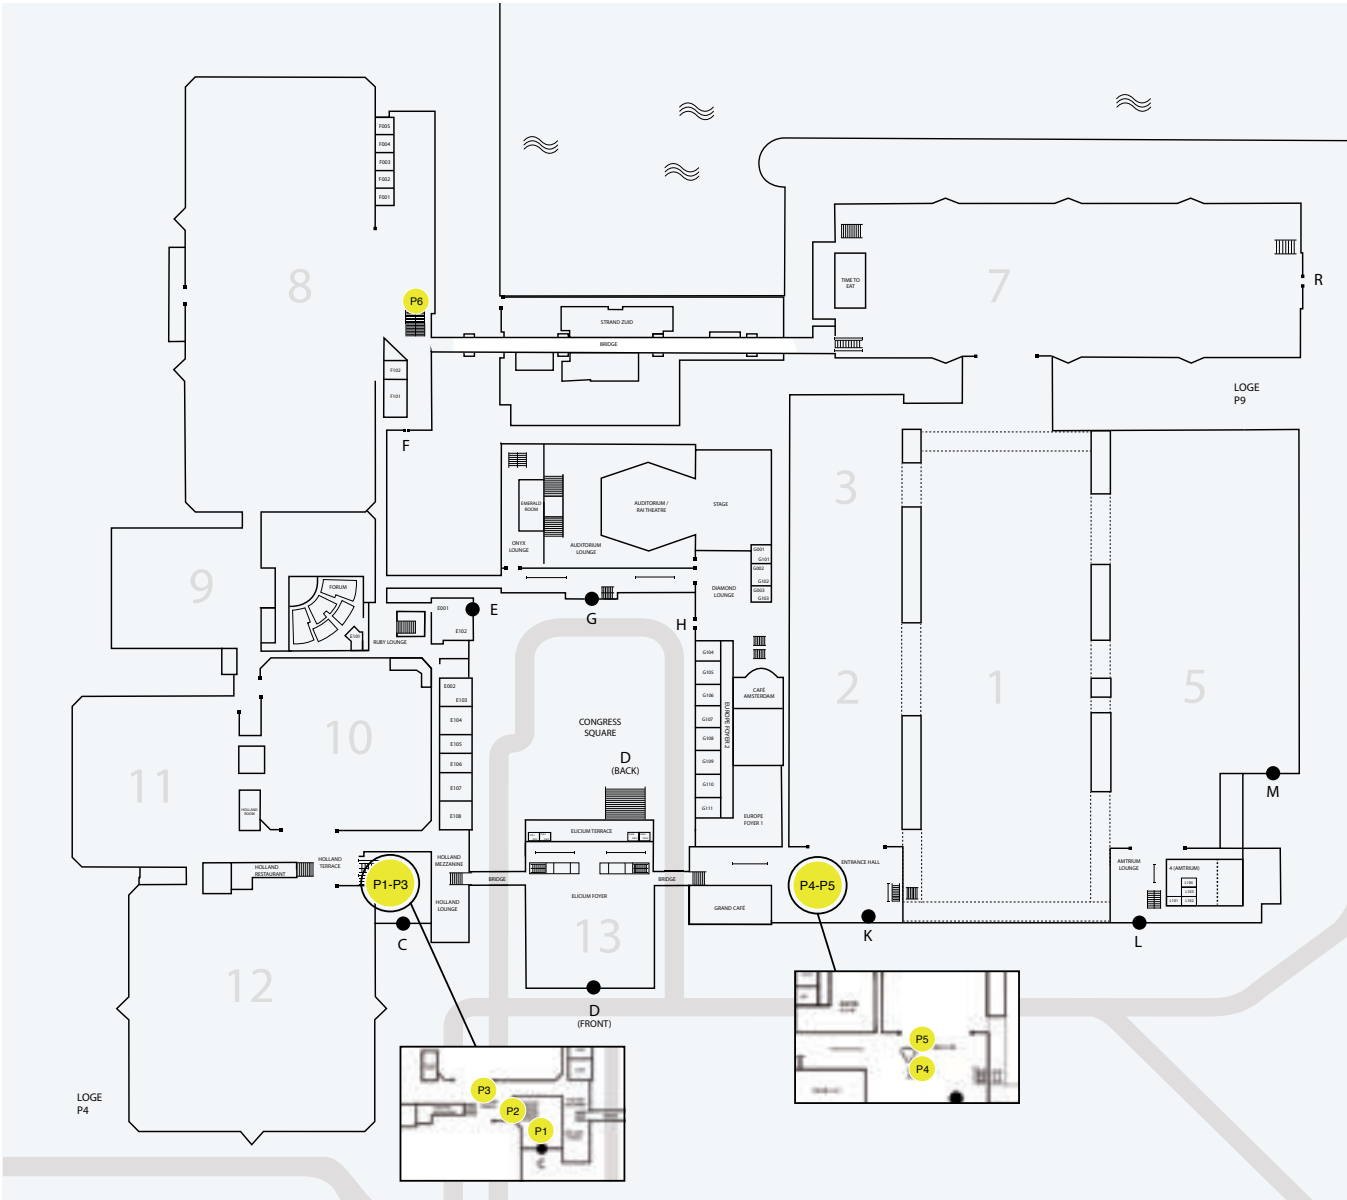 F005
F004
F003
F002
F001
8
P6
F102
F101
F
STRAND ZUID
BRIDGE
TIME TO
EAT
7
R
LOGE
P9
EMERALD
ROOM
ONYX
LOUNGE
AUDITORIUM
LOUNGE
AUDITORIUM /
RAI THEATRE
STAGE
G001
G101
G002
G102
G003
G103
DIAMOND
LOUNGE
3
9
FORUM
E101
RUBY LOUNGE
E001
E102
E
G
H
E002
E103
E104
E105
E106
E107
E108
10
11
HOLLAND
ROOM
CONGRESS
SQUARE
D
(BACK)
G104
G105
G106
G107
G108
G109
G110
G111
EUROPE FOYER 2
CAFÉ
AMSTERDAM
EUROPE
FOYER 1
2
1
5
M
HOLLAND
RESTAURANT
HOLLAND
TERRACE
P1-P3
HOLLAND
MEZZANINE
HOLLAND
LOUNGE
C
BRIDGE
ELICIUM TERRACE
ELICIUM FOYER
13
BRIDGE
GRAND CAFÉ
P4-P5
ENTRANCE HALL
K
AMTRIUM
LOUNGE
4 (AMTRIUM)
L101
L102
L
12
D
(FRONT)
LOGE
P4
P3
P2
P1
C
P5
P4